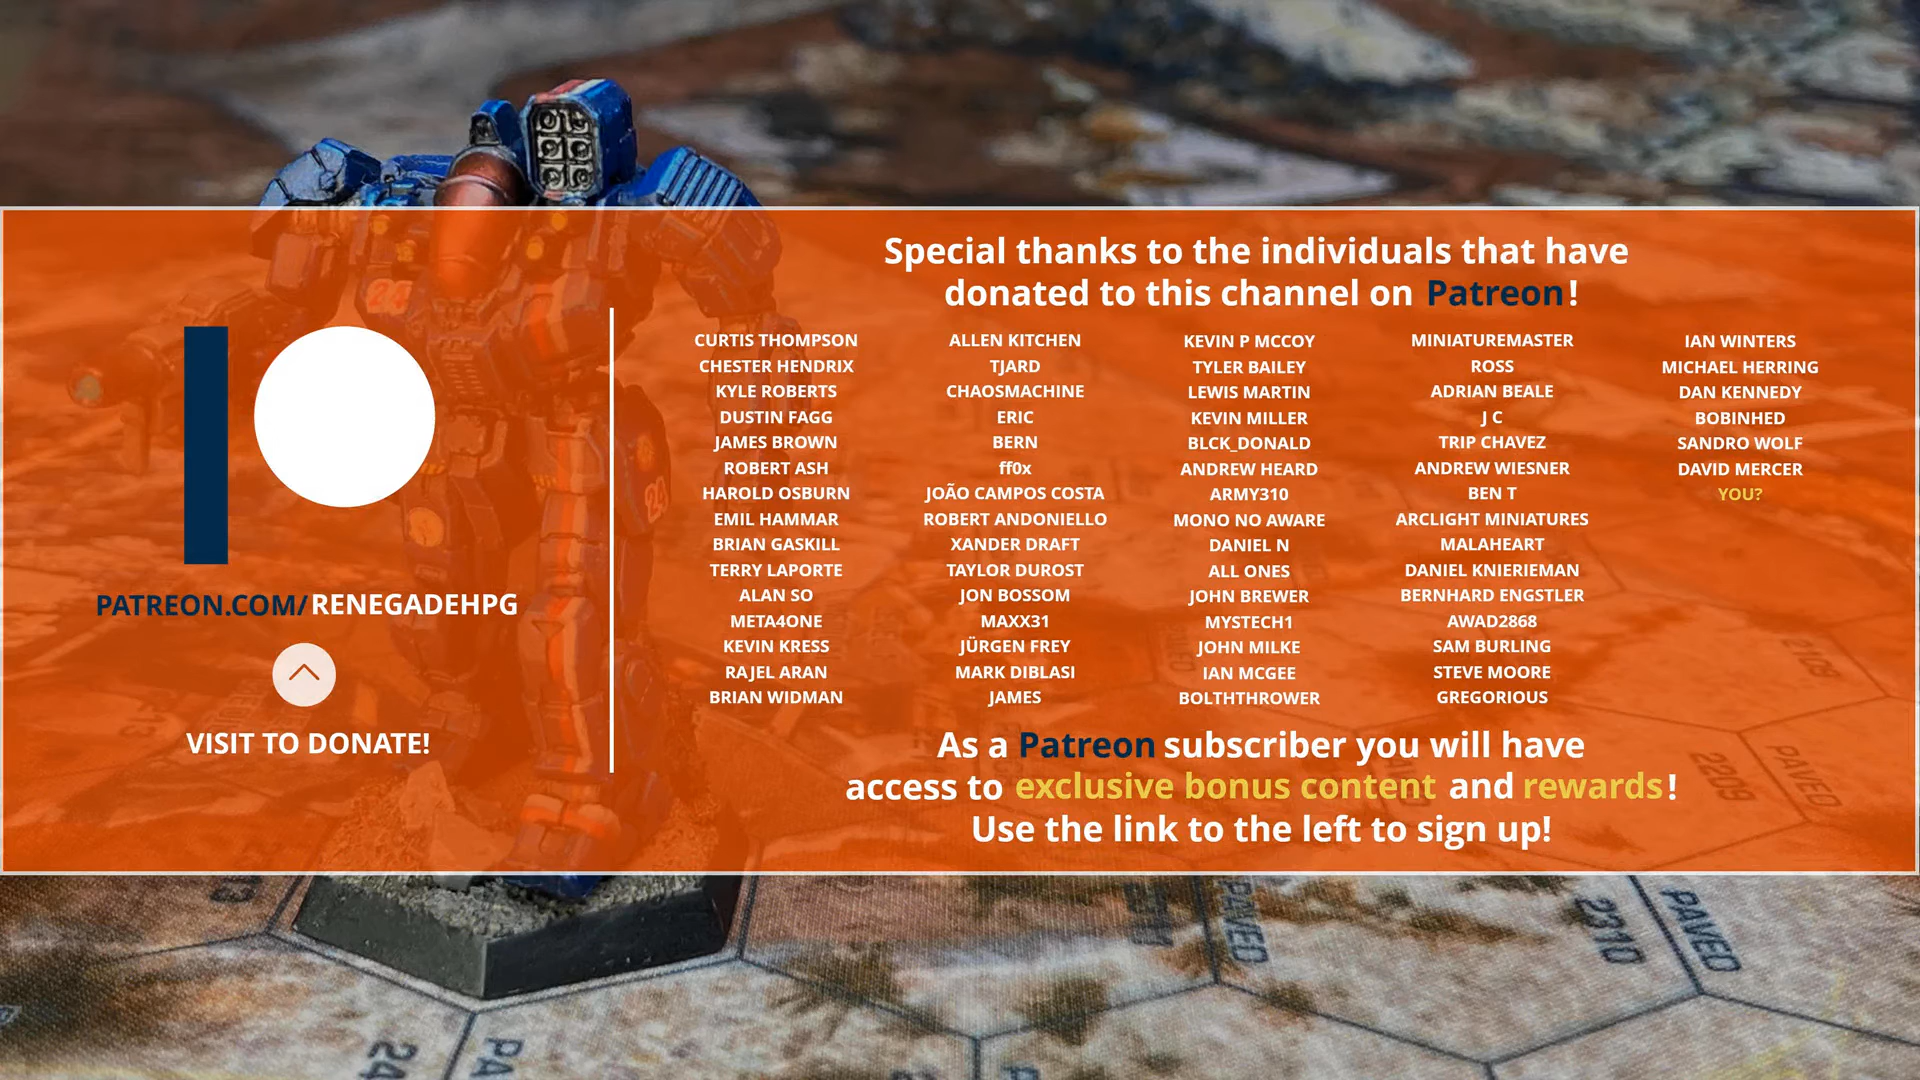 Special thanks to the individuals that have
donated to this channel on Patreon!
CURTIS THOMPSON
CHESTER HENDRIX
KYLE ROBERTS
DUSTIN FAGG
JAMES BROWN
ROBERT ASH
HAROLD OSBURN
EMIL HAMMAR
BRIAN GASKILL
TERRY LAPORTE
ALAN SO
META4ONE
KEVIN KRESS
RAJEL ARAN
BRIAN WIDMAN
ALLEN KITCHEN
TJARD
CHAOSMACHINE
ERIC
BERN
ff0x
JOÃO CAMPOS COSTA
ROBERT ANDONIELLO
XANDER DRAFT
TAYLOR DUROST
JON BOSSOM
MAXX31
JÜRGEN FREY
MARK DIBLASI
JAMES
KEVIN P MCCOY
TYLER BAILEY
LEWIS MARTIN
KEVIN MILLER
BLCK_DONALD
ANDREW HEARD
ARMY310
MONO NO AWARE
DANIEL N
ALL ONES
JOHN BREWER
MYSTECH1
JOHN MILKE
IAN MCGEE
BOLTHTHROWER
MINIATUREMASTER
ROSS
ADRIAN BEALE
J C
TRIP CHAVEZ
ANDREW WIESNER
BEN T
ARCLIGHT MINIATURES
MALAHEART
DANIEL KNIERIEMAN
BERNHARD ENGSTLER
AWAD2868
SAM BURLING
STEVE MOORE
GREGORIOUS
IAN WINTERS
MICHAEL HERRING
DAN KENNEDY
BOBINHED
SANDRO WOLF
DAVID MERCER
YOU?
PATREON.COM/RENEGADEHPG
VISIT TO DONATE!
As a Patreon subscriber you will have
access to exclusive bonus content and rewards!
Use the link to the left to sign up!
24
24
2109
2209
PAVED
PAVED
2210
PAVED
24
PA